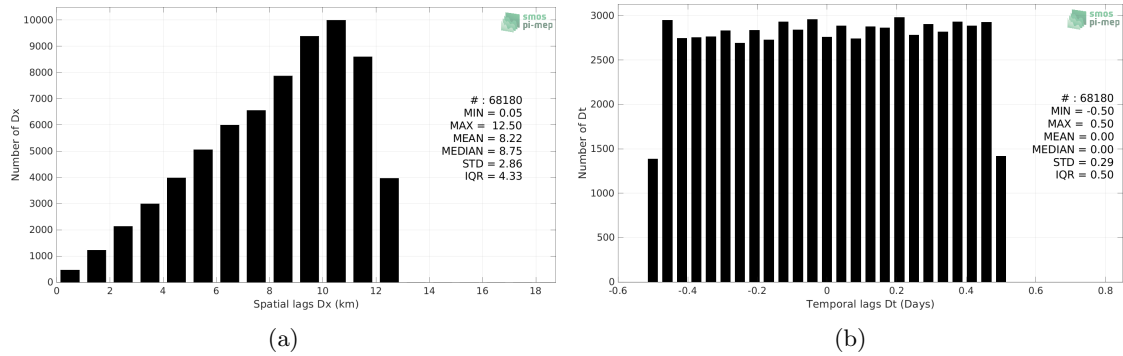 10000
9000
8000
7000
6000
5000
4000
3000
2000
1000
0
Number of Dx
smos
pi-mep
# : 68180
MIN = 0.05
MAX = 12.50
MEAN = 8.22
MEDIAN = 8.75
STD = 2.86
IQR = 4.33
0 2 4 6 8 10 12 14 16 18
Spatial lags Dx (km)
(a)
3000
2500
2000
1500
1000
500
0
Number of Dt
smos
pi-mep
# : 68180
MIN = -0.50
MAX = 0.50
MEAN = 0.00
MEDIAN = 0.00
STD = 0.29
IQR = 0.50
-0.6 -0.4 -0.2 0 0.2 0.4 0.6 0.8
Temporal lags Dt (Days)
(b)